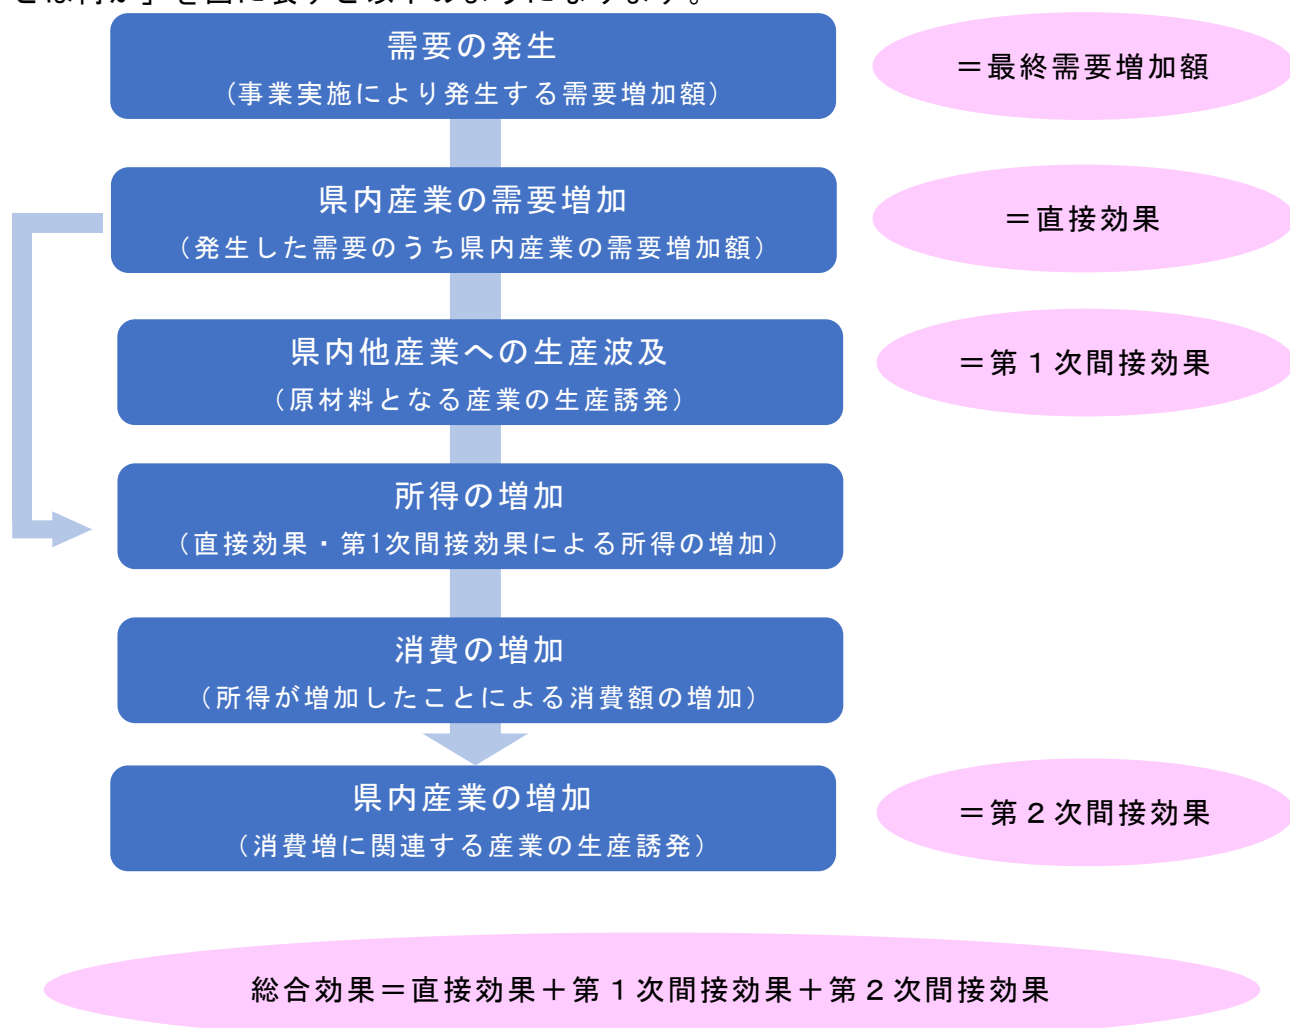 需要の発生
（事業実施により発生する需要増加額）
＝最終需要増加額
県内産業の需要増加
（発生した需要のうち県内産業の需要増加額）
＝直接効果
県内他産業への生産波及
（原材料となる産業の生産誘発）
＝第１次間接効果
所得の増加
（直接効果・第1次間接効果による所得の増加）
消費の増加
（所得が増加したことによる消費額の増加）
県内産業の増加
（消費増に関連する産業の生産誘発）
＝第２次間接効果
総合効果＝直接効果＋第１次間接効果＋第２次間接効果